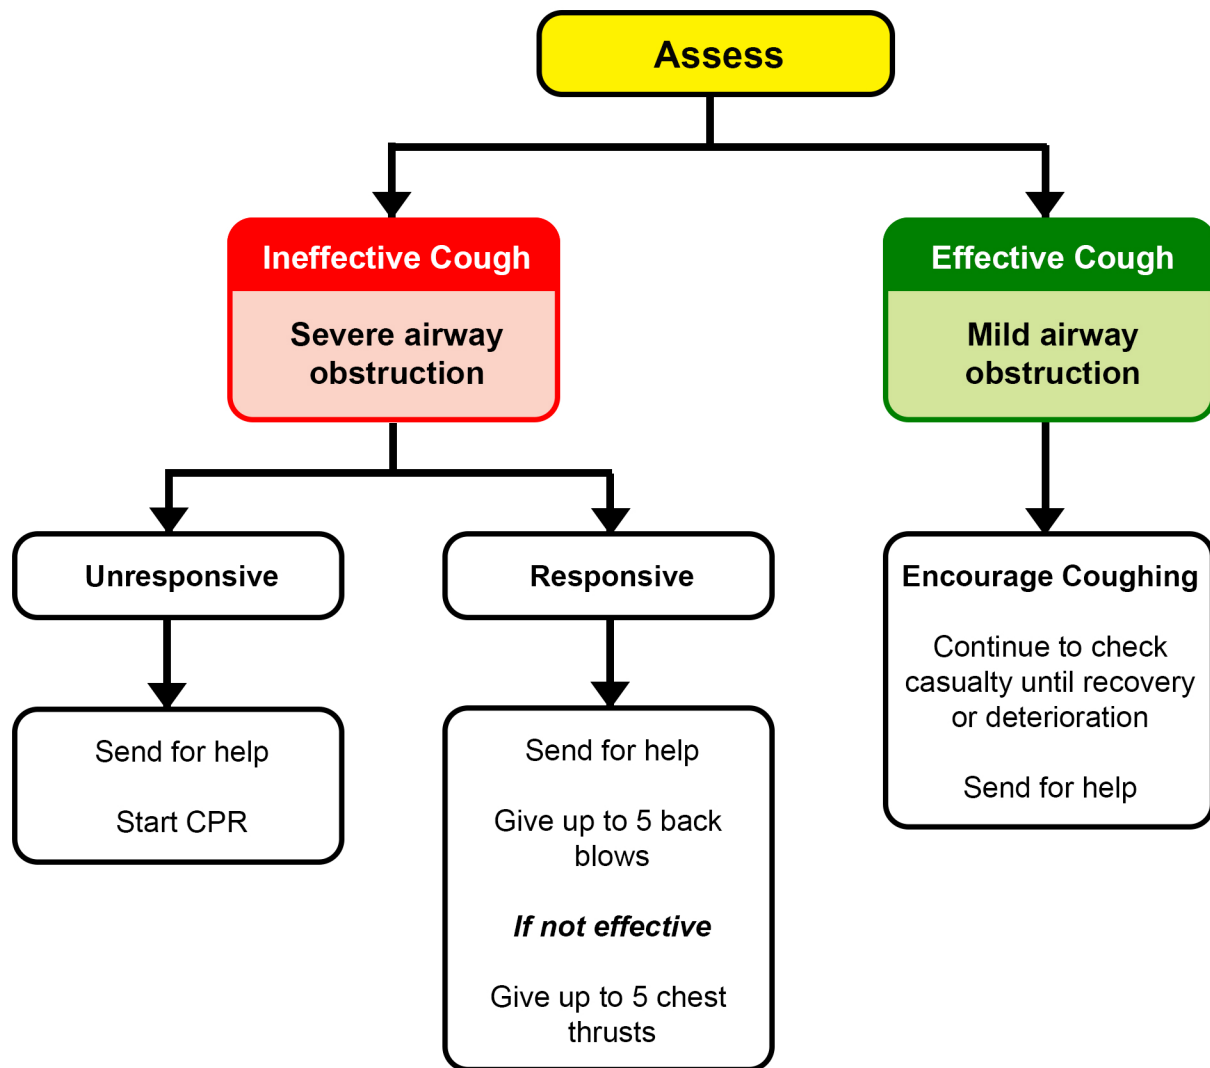 Assess
Ineffective Cough
Severe airway
obstruction
Effective Cough
Mild airway
obstruction
Unresponsive
Send for help
Start CPR
Responsive
Send for help
Give up to 5 back
blows
If not effective
Give up to 5 chest
thrusts
Encourage Coughing
Continue to check
casualty until recovery
or deterioration
Send for help